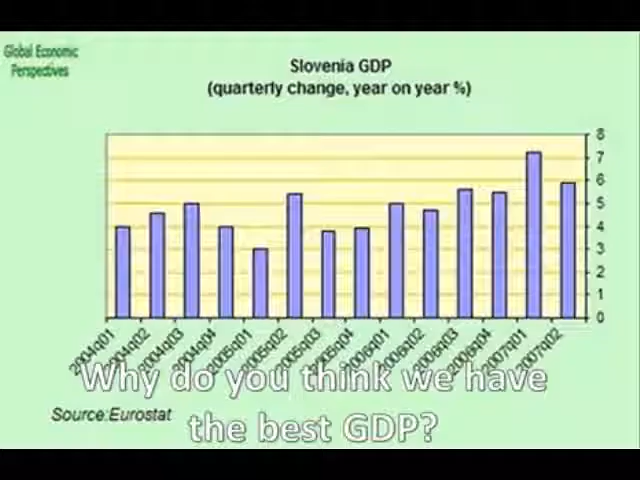 Global Economic
Perspectives
Slovenia GDP
(quarterly change, year on year %)
8
7
6
5
4
3
2
1
0
2004q01
2004q02
2004q03
2004q04
2005q01
2005q02
2005q03
2005q04
2006q01
2006q02
2006q03
2006q04
2007q01
2007q02
Why do you think we have
Source:Eurostat
the best GDP?